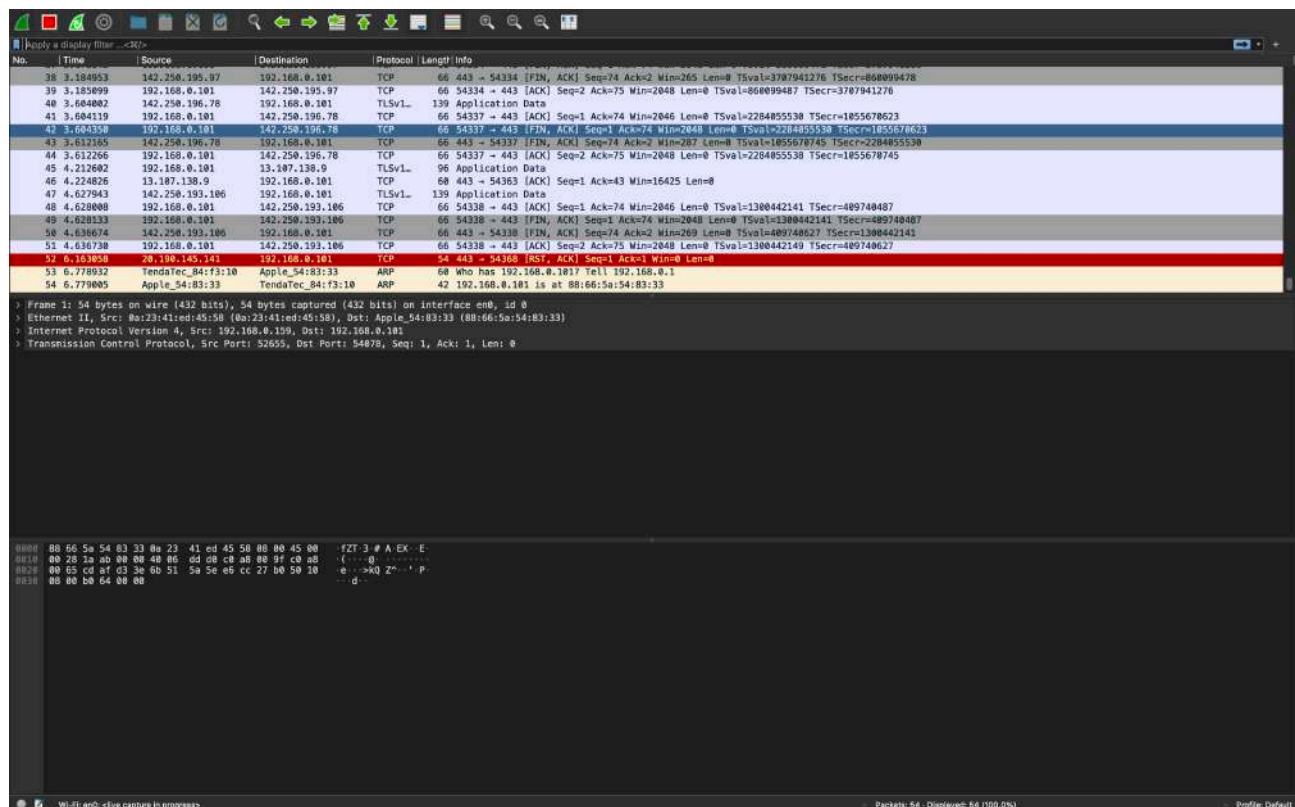 Apply a display filter ... <⌘/>
No. Time Source Destination Protocol Length Info
38 3.184953 142.250.195.97 192.168.0.101 TCP 66 443 → 54334 [FIN, ACK] Seq=74 Ack=2 Win=265 Len=0 TSval=3707941276 TSecr=860099478
39 3.185099 192.168.0.101 142.250.195.97 TCP 66 54334 → 443 [ACK] Seq=2 Ack=75 Win=2048 Len=0 TSval=860099487 TSecr=3707941276
40 3.604002 142.250.196.78 192.168.0.101 TLSv1… 139 Application Data
41 3.604119 192.168.0.101 142.250.196.78 TCP 66 54337 → 443 [ACK] Seq=1 Ack=74 Win=2046 Len=0 TSval=2284055530 TSecr=1055670623
42 3.604350 192.168.0.101 142.250.196.78 TCP 66 54337 → 443 [FIN, ACK] Seq=1 Ack=74 Win=2048 Len=0 TSval=2284055530 TSecr=1055670623
43 3.612165 142.250.196.78 192.168.0.101 TCP 66 443 → 54337 [FIN, ACK] Seq=74 Ack=2 Win=287 Len=0 TSval=1055670745 TSecr=2284055530
44 3.612266 192.168.0.101 142.250.196.78 TCP 66 54337 → 443 [ACK] Seq=2 Ack=75 Win=2048 Len=0 TSval=2284055538 TSecr=1055670745
45 4.212602 192.168.0.101 13.107.138.9 TLSv1… 96 Application Data
46 4.224826 13.107.138.9 192.168.0.101 TCP 60 443 → 54363 [ACK] Seq=1 Ack=43 Win=16425 Len=0
47 4.627943 142.250.193.106 192.168.0.101 TLSv1… 139 Application Data
48 4.628008 192.168.0.101 142.250.193.106 TCP 66 54338 → 443 [ACK] Seq=1 Ack=74 Win=2046 Len=0 TSval=1300442141 TSecr=409740487
49 4.628133 192.168.0.101 142.250.193.106 TCP 66 54338 → 443 [FIN, ACK] Seq=1 Ack=74 Win=2048 Len=0 TSval=1300442141 TSecr=409740487
50 4.636674 142.250.193.106 192.168.0.101 TCP 66 443 → 54338 [FIN, ACK] Seq=74 Ack=2 Win=269 Len=0 TSval=409740627 TSecr=1300442141
51 4.636730 192.168.0.101 142.250.193.106 TCP 66 54338 → 443 [ACK] Seq=2 Ack=75 Win=2048 Len=0 TSval=1300442149 TSecr=409740627
52 6.163058 20.190.145.141 192.168.0.101 TCP 54 443 → 54368 [RST, ACK] Seq=1 Ack=1 Win=0 Len=0
53 6.778932 TendaTec_84:f3:10 Apple_54:83:33 ARP 60 Who has 192.168.0.101? Tell 192.168.0.1
54 6.779005 Apple_54:83:33 TendaTec_84:f3:10 ARP 42 192.168.0.101 is at 88:66:5a:54:83:33
> Frame 1: 54 bytes on wire (432 bits), 54 bytes captured (432 bits) on interface en0, id 0
> Ethernet II, Src: 0a:23:41:ed:45:58 (0a:23:41:ed:45:58), Dst: Apple_54:83:33 (88:66:5a:54:83:33)
> Internet Protocol Version 4, Src: 192.168.0.159, Dst: 192.168.0.101
> Transmission Control Protocol, Src Port: 52655, Dst Port: 54078, Seq: 1, Ack: 1, Len: 0
0000 88 66 5a 54 83 33 0a 23 41 ed 45 58 08 00 45 00 ·fZT·3·# A·EX··E·
0010 00 28 1a ab 00 00 40 06 dd d0 c0 a8 00 9f c0 a8 ·(····@· ········
0020 00 65 cd af d3 3e 6b 51 5a 5e e6 cc 27 b0 50 10 ·e···>kQ Z^··'·P·
0030 08 00 b0 64 00 00 ···d··
Wi-Fi: en0: <live capture in progress> Packets: 54 · Displayed: 54 (100.0%) Profile: Default